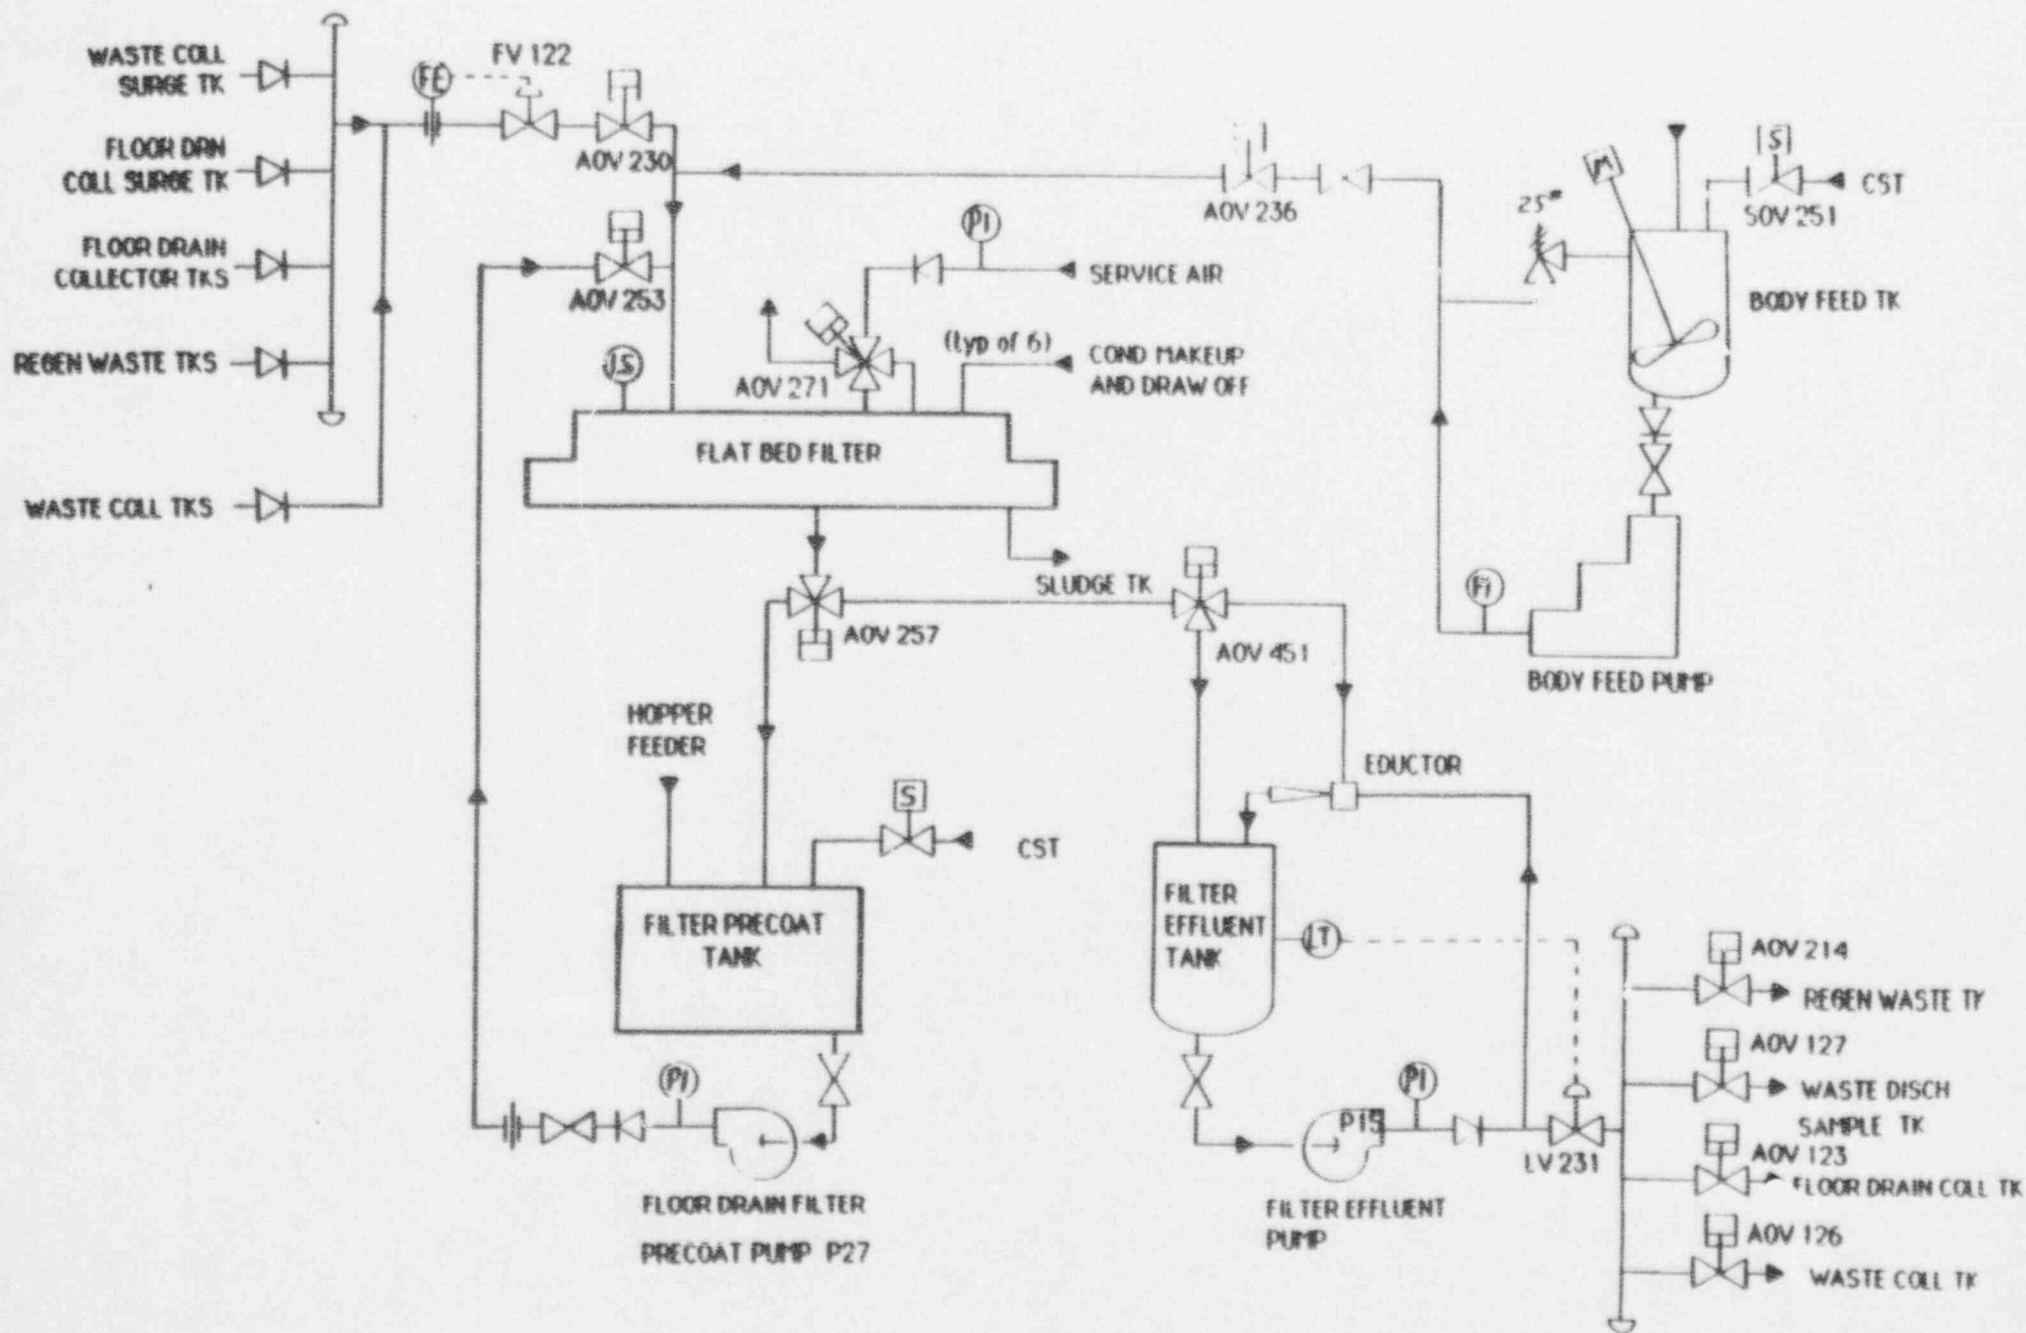 WASTE COLL
SURGE TK
FE
FV 122
AOV 230
FLOOR DRN
COLL SURGE TK
FLOOR DRAIN
COLLECTOR TKS
AOV 253
REGEN WASTE TKS
WASTE COLL TKS
AOV 236
PI
SERVICE AIR
(typ of 6)
COND MAKEUP
AND DRAW OFF
AOV 271
M
S
CST
SOV 251
25#
BODY FEED TK
FLAT BED FILTER
SLUDGE TK
AOV 257
AOV 451
BODY FEED PUMP
HOPPER
FEEDER
S
CST
EDUCTOR
FILTER PRECOAT
TANK
FILTER
EFFLUENT
TANK
LT
AOV 214
REGEN WASTE TY
AOV 127
WASTE DISCH
SAMPLE TK
AOV 123
FLOOR DRAIN COLL TK
AOV 126
WASTE COLL TK
PI
FLOOR DRAIN FILTER
PRECOAT PUMP P27
P15
PI
LV 231
FILTER EFFLUENT
PUMP